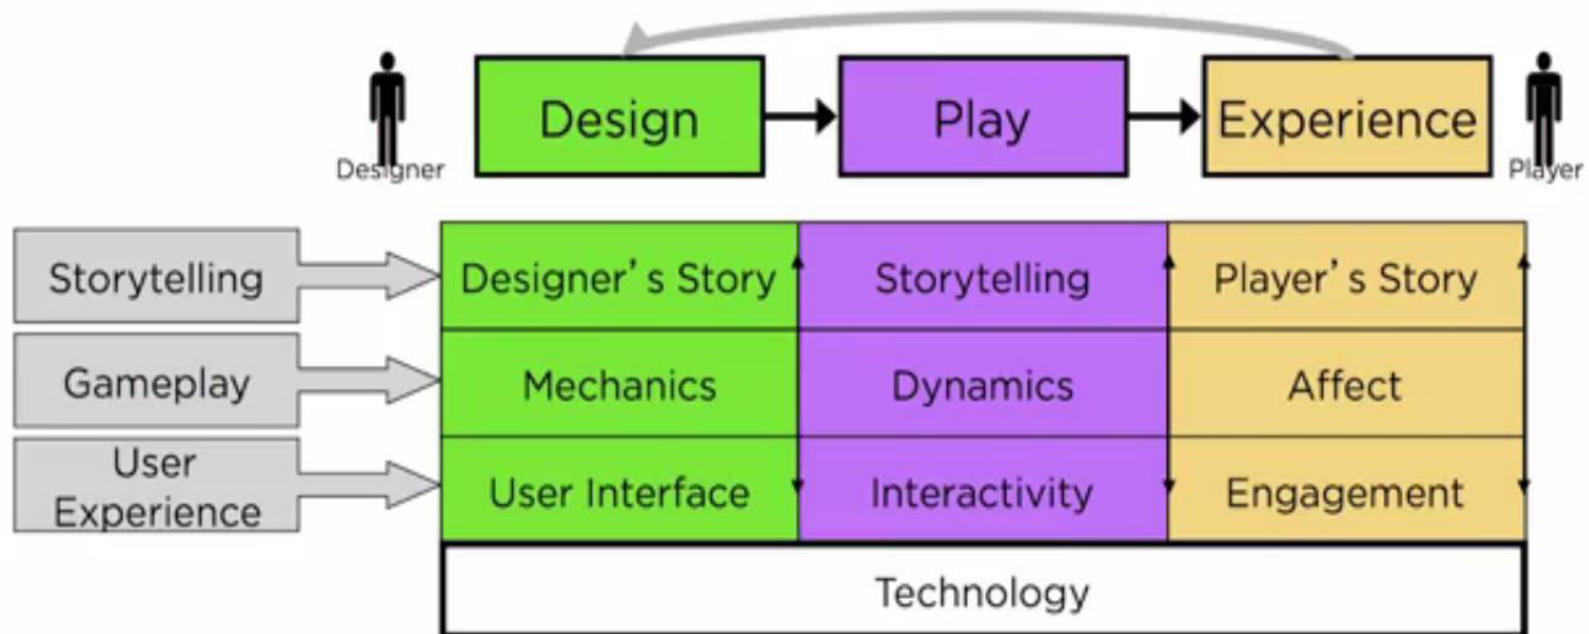 Design
Play
Experience
Designer
Player
Storytelling
Designer's Story
Storytelling
Player's Story
Gameplay
Mechanics
Dynamics
Affect
User
Experience
User Interface
Interactivity
Engagement
Technology